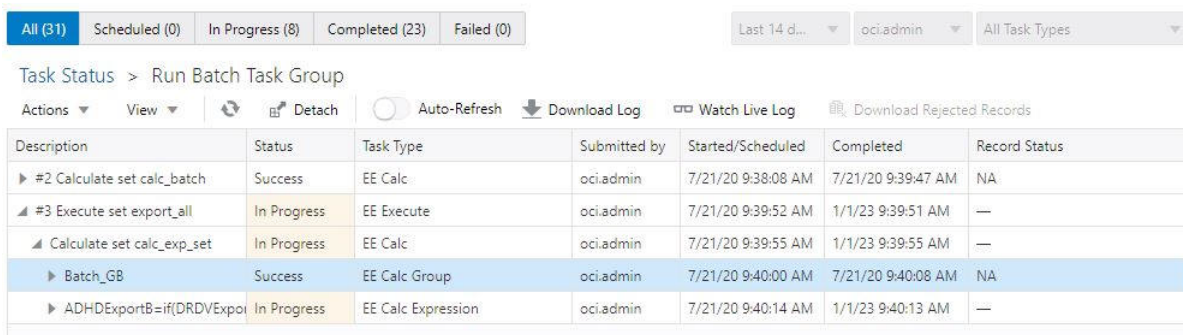 All (31) Scheduled (0) In Progress (8) Completed (23) Failed (0) Last 14 d... oci.admin All Task Types
Task Status > Run Batch Task Group
Actions View Detach Auto-Refresh Download Log Watch Live Log Download Rejected Records
Description Status Task Type Submitted by Started/Scheduled Completed Record Status
#2 Calculate set calc_batch Success EE Calc oci.admin 7/21/20 9:38:08 AM 7/21/20 9:39:47 AM NA
#3 Execute set export_all In Progress EE Execute oci.admin 7/21/20 9:39:52 AM 1/1/23 9:39:51 AM —
Calculate set calc_exp_set In Progress EE Calc oci.admin 7/21/20 9:39:55 AM 1/1/23 9:39:55 AM —
Batch_GB Success EE Calc Group oci.admin 7/21/20 9:40:00 AM 7/21/20 9:40:08 AM NA
ADHDExportB=if(DRDVExpor In Progress EE Calc Expression oci.admin 7/21/20 9:40:14 AM 1/1/23 9:40:13 AM —